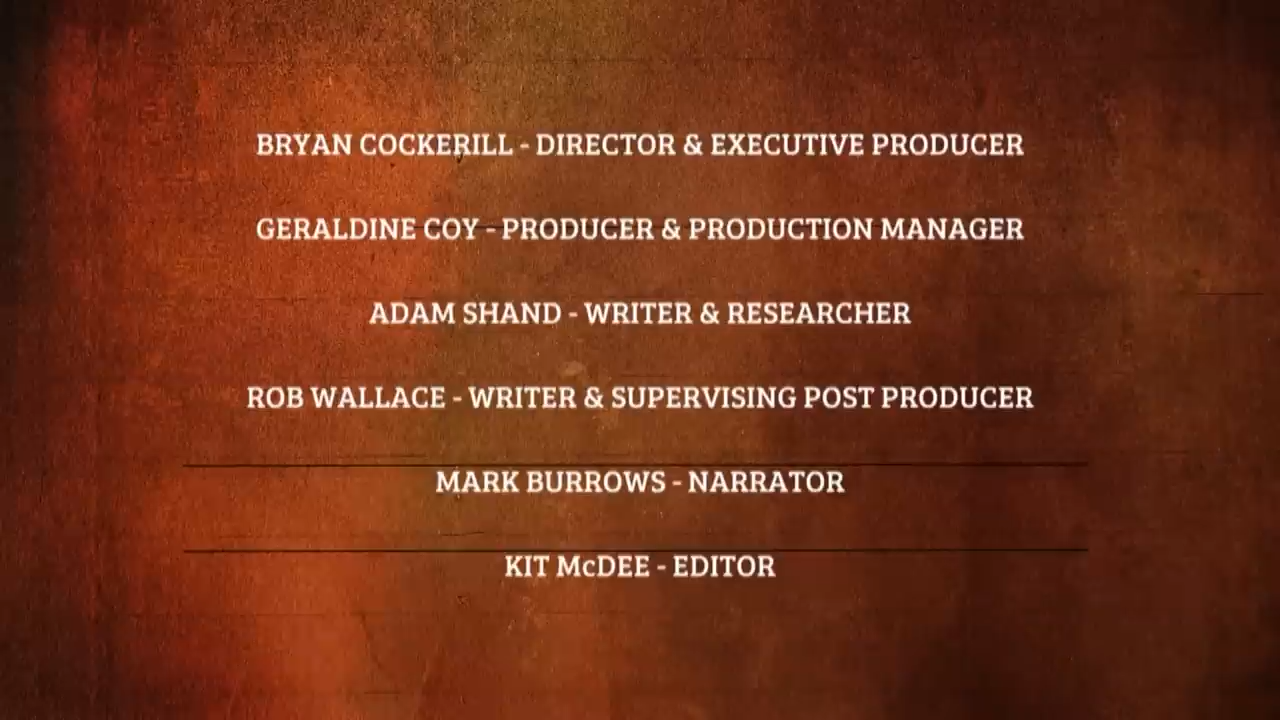 BRYAN COCKERILL - DIRECTOR & EXECUTIVE PRODUCER
GERALDINE COY - PRODUCER & PRODUCTION MANAGER
ADAM SHAND - WRITER & RESEARCHER
ROB WALLACE - WRITER & SUPERVISING POST PRODUCER
MARK BURROWS - NARRATOR
KIT McDEE - EDITOR